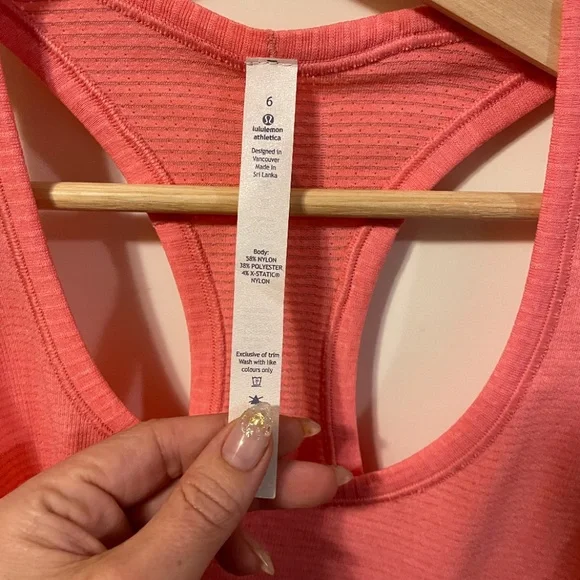 6
lululemon
athletica
Designed in
Vancouver
Made in
Sri Lanka
Body:
58% NYLON
38% POLYESTER
4% X-STATIC®
NYLON
Exclusive of trim
Wash with like
colours only